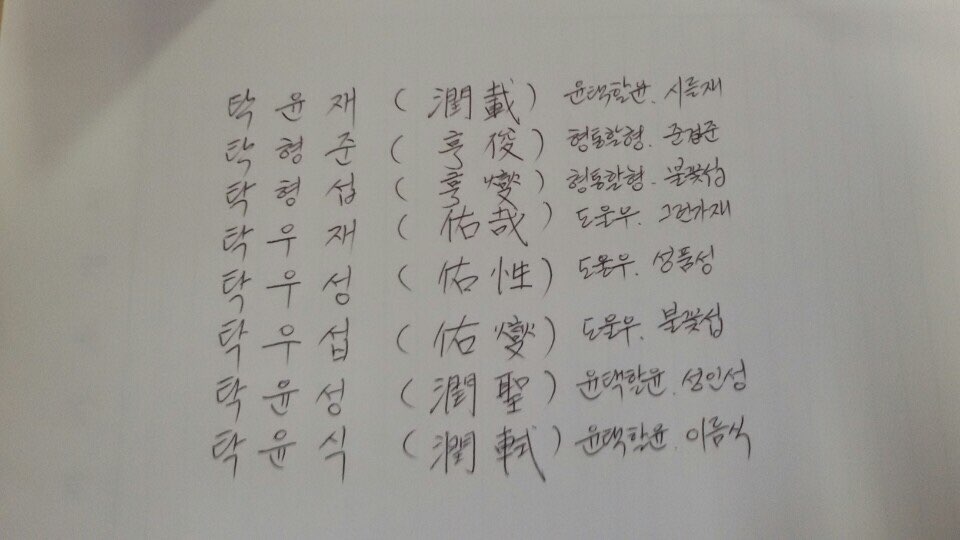 탁윤재 (潤載) 윤택할윤. 시를재
탁형준 (亨俊) 형통할형. 준걸준
탁형섭 (亨燮) 형통할형. 불꽃섭
탁우재 (佑哉) 도울우. 그런가재
탁우성 (佑性) 도울우. 성품성
탁우섭 (佑燮) 도울우. 불꽃섭
탁윤성 (潤聖) 윤택할윤. 성인성
탁윤식 (潤軾) 윤택할윤. 이름식